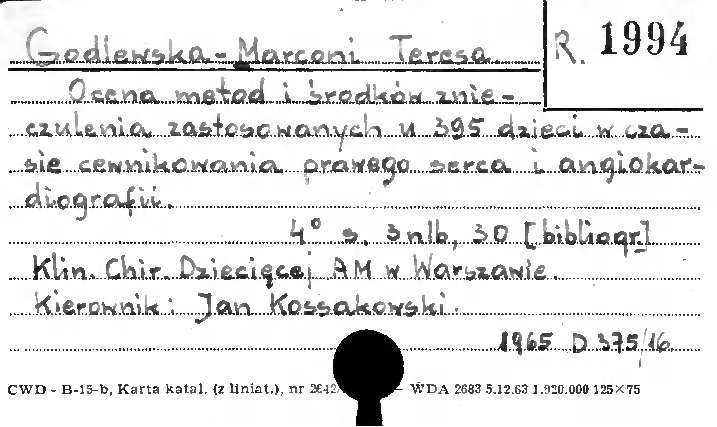 Godlewska-Marconi Teresa. R. 1994
Ocena metod i środków znie-
czulenia zastosowanych u 395 dzieci w cza-
sie cewnikowania prawego serca i angiokar-
diografii.
4° s. 3 nlb, 30 [bibliogr.]
Klin. Chir. Dziecięcej AM w Warszawie.
Kierownik: Jan Kossakowski.
1965 D 375/16
CWD - B-15-b, Karta katal. (z liniat.), nr 2642 — WDA 2683 5.12.63 1.920.000 125×75